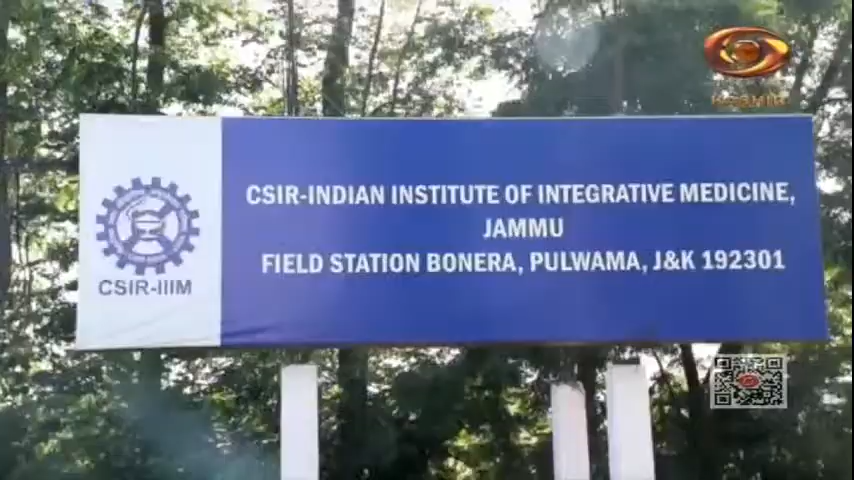 CSIR-INDIAN INSTITUTE OF INTEGRATIVE MEDICINE,
JAMMU
FIELD STATION BONERA, PULWAMA, J&K 192301
CSIR-IIIM